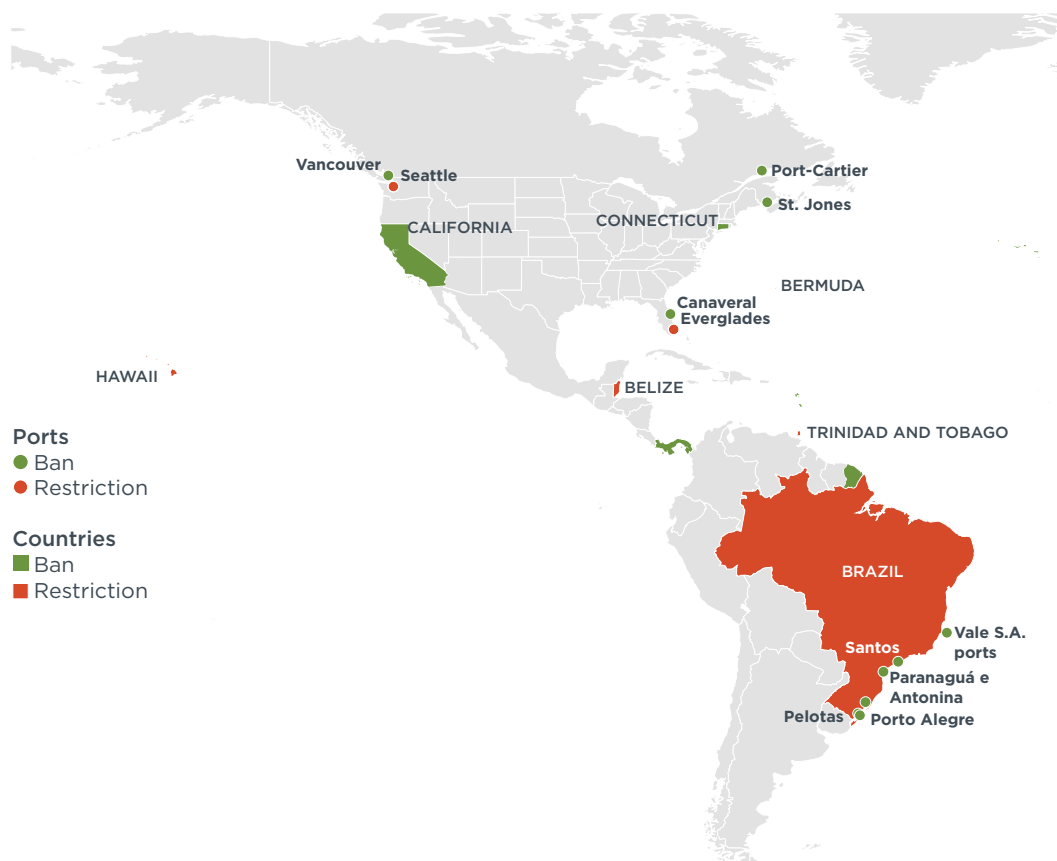 Vancouver
Seattle
Port-Cartier
St. Jones
CALIFORNIA
CONNECTICUT
BERMUDA
Canaveral
Everglades
HAWAII
BELIZE
TRINIDAD AND TOBAGO
Ports
Ban
Restriction
Countries
Ban
Restriction
BRAZIL
Vale S.A.
ports
Santos
Paranaguá e
Antonina
Pelotas
Porto Alegre